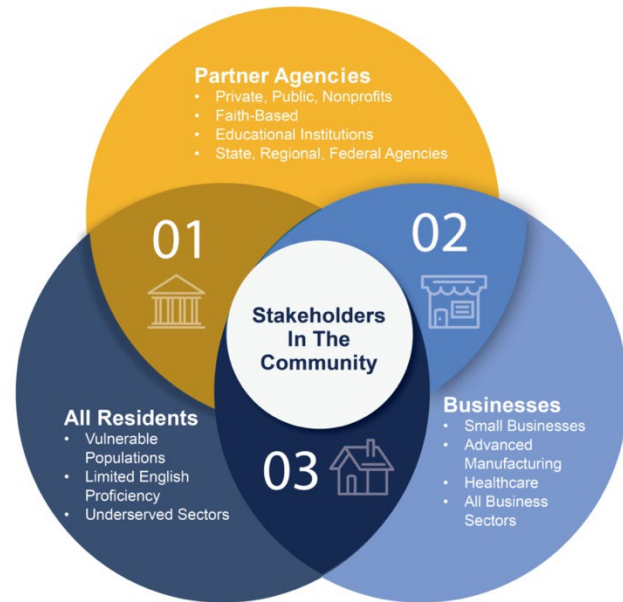 Partner Agencies
• Private, Public, Nonprofits
• Faith-Based
• Educational Institutions
• State, Regional, Federal Agencies
01
02
Stakeholders
In The
Community
All Residents
• Vulnerable
Populations
• Limited English
Proficiency
• Underserved Sectors
03
Businesses
• Small Businesses
• Advanced
Manufacturing
• Healthcare
• All Business
Sectors